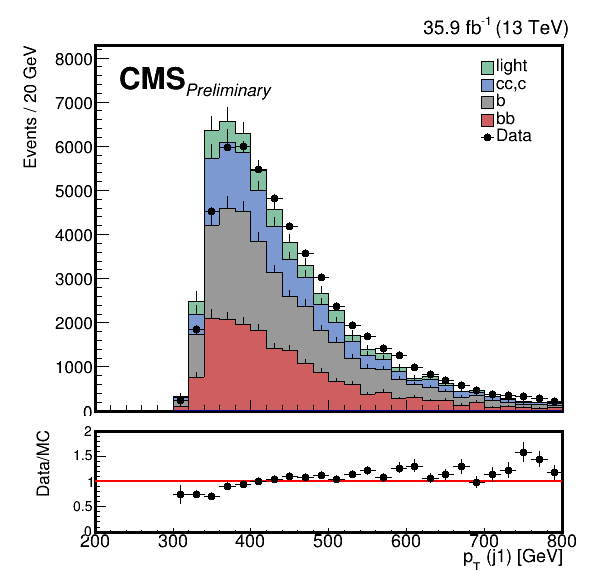 35.9 fb⁻¹ (13 TeV)
CMS Preliminary
Events / 20 GeV
8000
7000
6000
5000
4000
3000
2000
1000
0
light
cc,c
b
bb
Data
Data/MC
2
1.5
1
0.5
0
200 300 400 500 600 700 800
p_T (j1) [GeV]